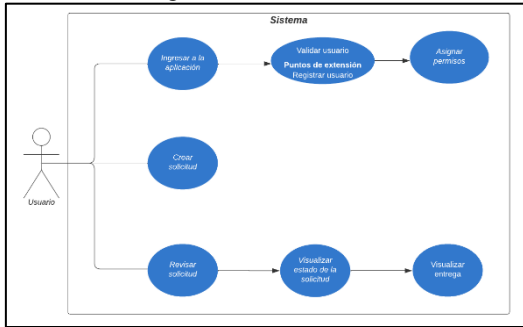 Sistema
Ingresar a la
aplicación
Validar usuario
Puntos de extensión
Registrar usuario
Asignar
permisos
Crear
solicitud
Usuario
Revisar
solicitud
Visualizar
estado de la
solicitud
Visualizar
entrega